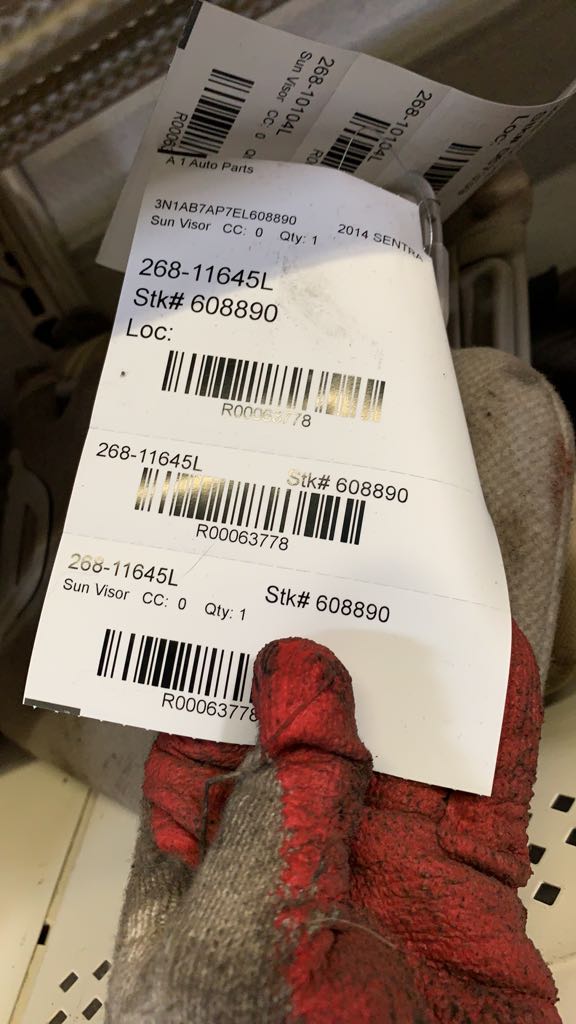 268-10104L
Sun Visor CC: 0
R0006
268-10104L
A 1 Auto Parts
3N1AB7AP7EL608890
2014 SENTRA
Sun Visor CC: 0 Qty: 1
268-11645L
Stk# 608890
Loc:
R00063778
268-11645L Stk# 608890
R00063778
268-11645L Stk# 608890
Sun Visor CC: 0 Qty: 1
R00063778